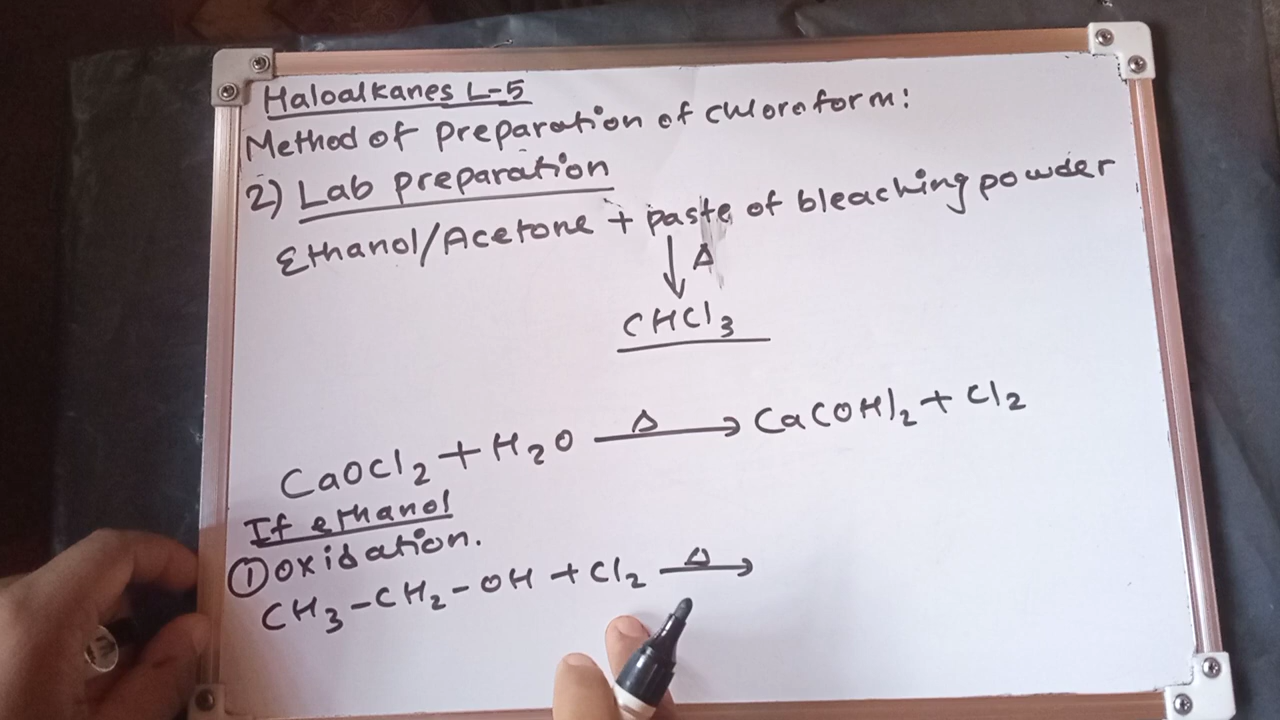 Haloalkanes L-5
Method of preparation of chloroform:
2) Lab preparation
Ethanol/Acetone + paste of bleaching powder
↓ Δ
CHCl3
CaOCl2 + H2O —Δ→ Ca(OH)2 + Cl2
If ethanol
① oxidation.
CH3-CH2-OH + Cl2 —Δ→